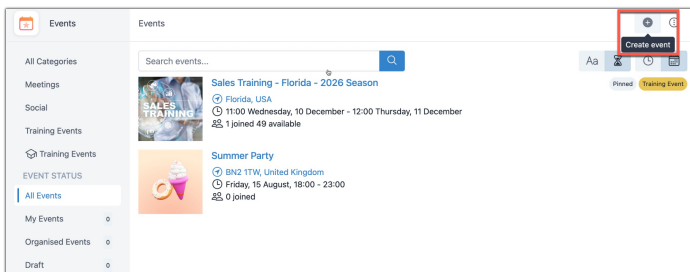 Events
Events
Create event
All Categories
Meetings
Social
Training Events
Training Events
EVENT STATUS
All Events
My Events 0
Organised Events 0
Draft 0
Search events...
Aa
SALES
TRAINING
Sales Training - Florida - 2026 Season
Pinned
Training Event
Florida, USA
11:00 Wednesday, 10 December - 12:00 Thursday, 11 December
1 joined 49 available
Summer Party
BN2 1TW, United Kingdom
Friday, 15 August, 18:00 - 23:00
0 joined